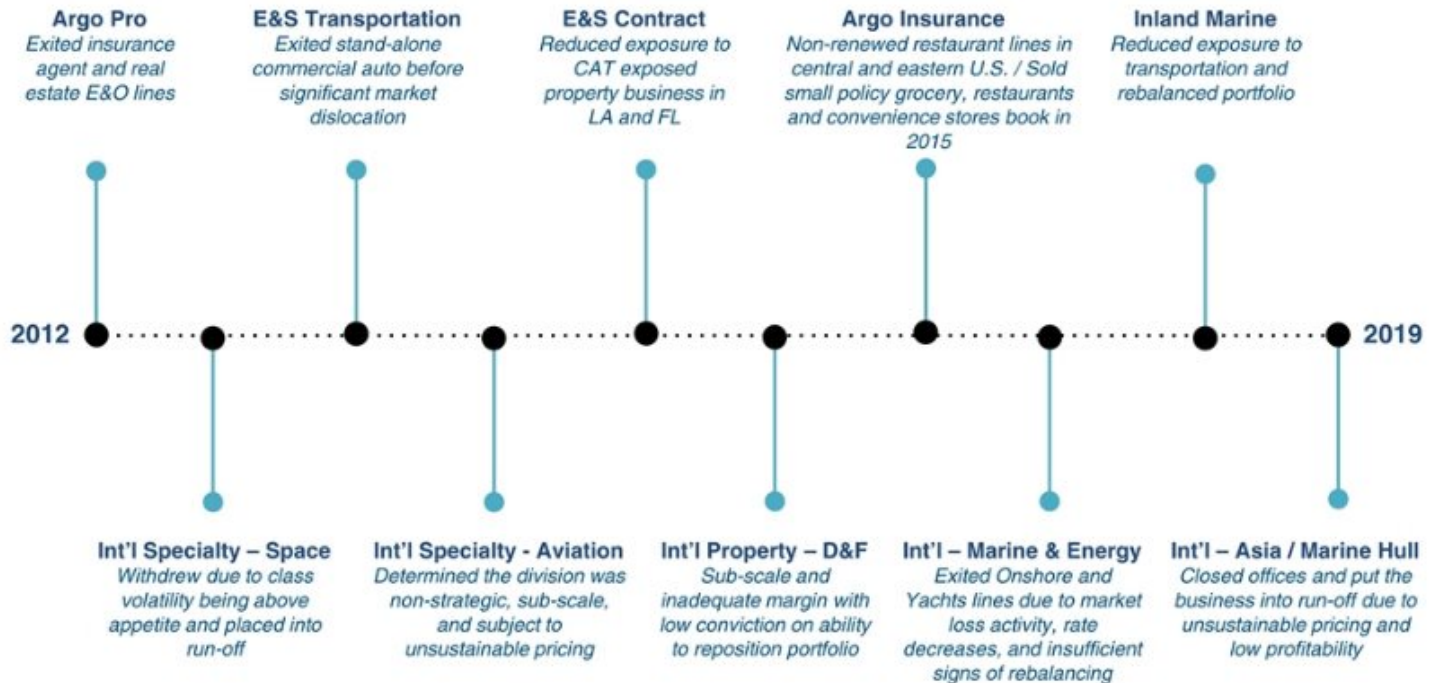 Argo Pro
Exited insurance
agent and real
estate E&O lines
E&S Transportation
Exited stand-alone
commercial auto before
significant market
dislocation
E&S Contract
Reduced exposure to
CAT exposed
property business in
LA and FL
Argo Insurance
Non-renewed restaurant lines in
central and eastern U.S. / Sold
small policy grocery, restaurants
and convenience stores book in
2015
Inland Marine
Reduced exposure to
transportation and
rebalanced portfolio
2012
2019
Int'l Specialty – Space
Withdrew due to class
volatility being above
appetite and placed into
run-off
Int'l Specialty - Aviation
Determined the division was
non-strategic, sub-scale,
and subject to
unsustainable pricing
Int'l Property – D&F
Sub-scale and
inadequate margin with
low conviction on ability
to reposition portfolio
Int'l – Marine & Energy
Exited Onshore and
Yachts lines due to market
loss activity, rate
decreases, and insufficient
signs of rebalancing
Int'l – Asia / Marine Hull
Closed offices and put the
business into run-off due to
unsustainable pricing and
low profitability